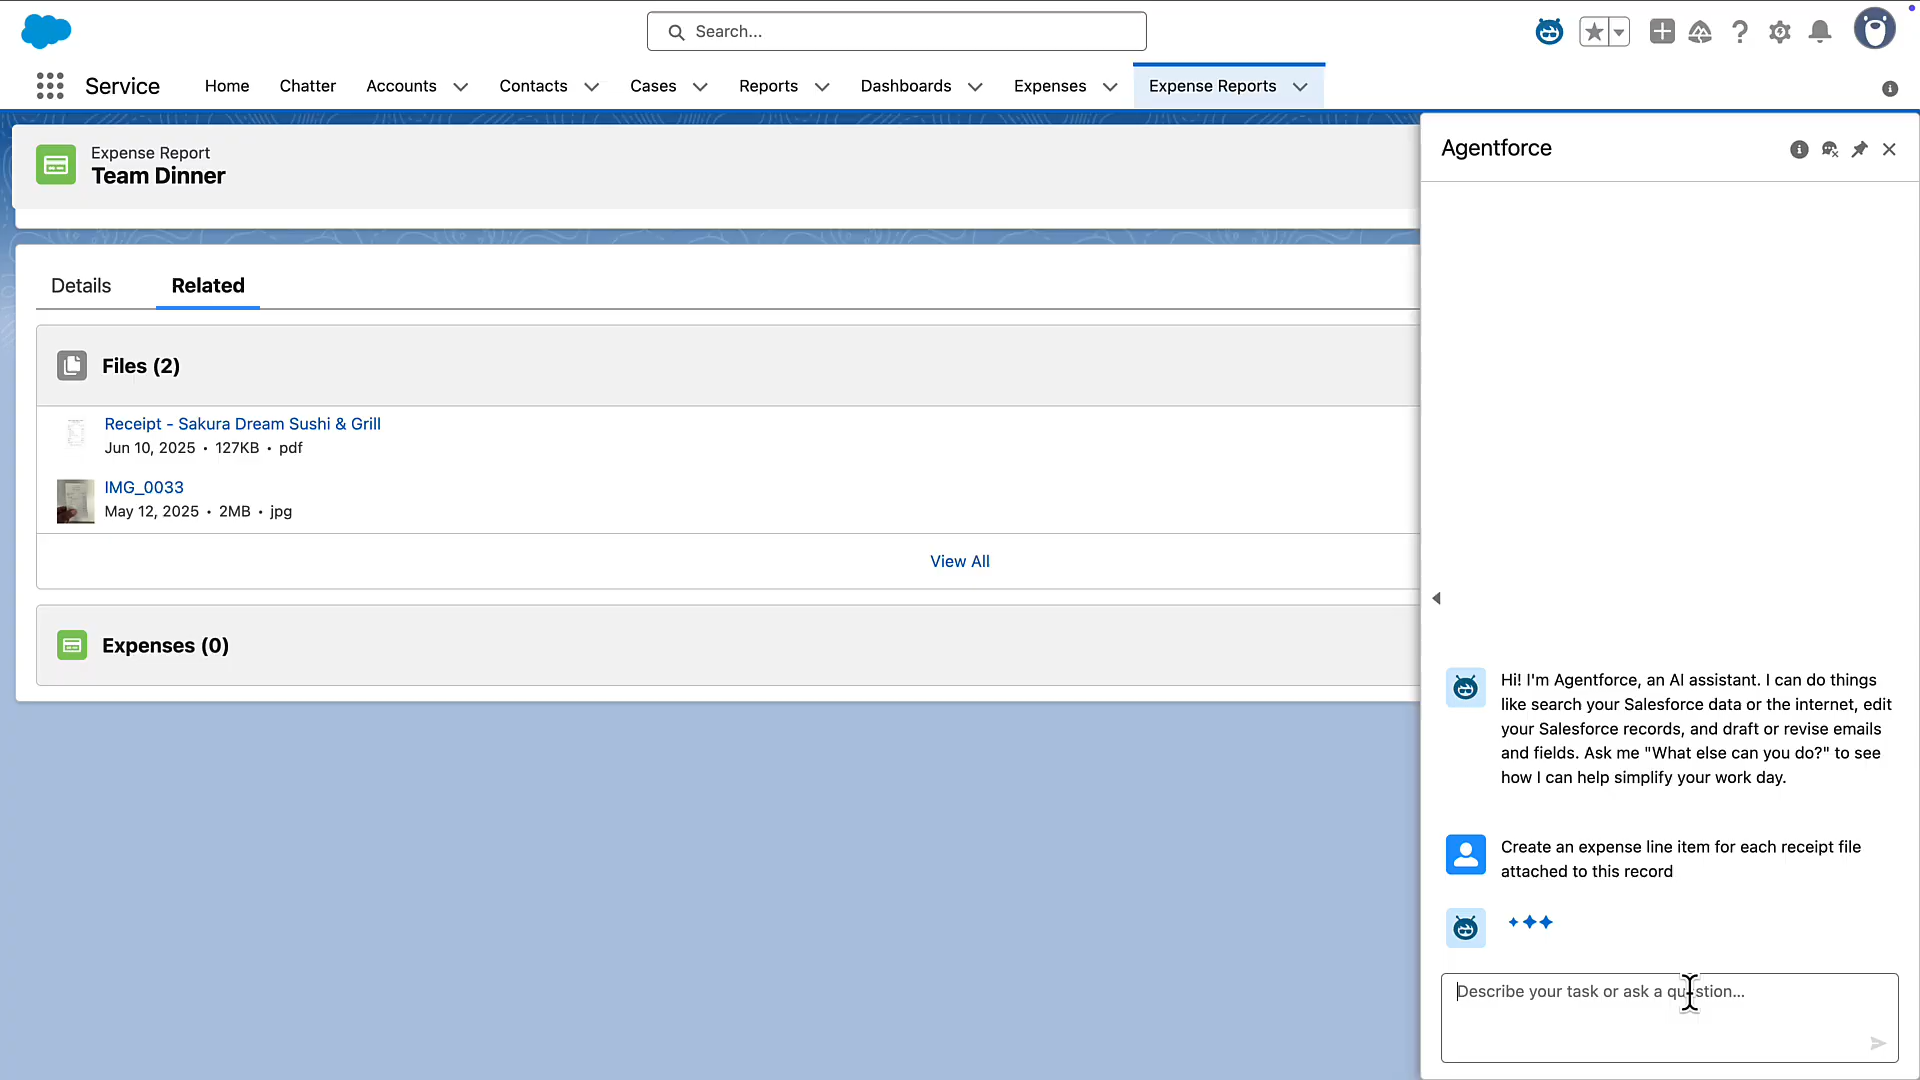 Search...
Service
Home
Chatter
Accounts
Contacts
Cases
Reports
Dashboards
Expenses
Expense Reports
Expense Report
Team Dinner
Details
Related
Files (2)
Receipt - Sakura Dream Sushi & Grill
Jun 10, 2025 • 127KB • pdf
IMG_0033
May 12, 2025 • 2MB • jpg
View All
Expenses (0)
Agentforce
Hi! I'm Agentforce, an AI assistant. I can do things
like search your Salesforce data or the internet, edit
your Salesforce records, and draft or revise emails
and fields. Ask me "What else can you do?" to see
how I can help simplify your work day.
Create an expense line item for each receipt file
attached to this record
Describe your task or ask a question...